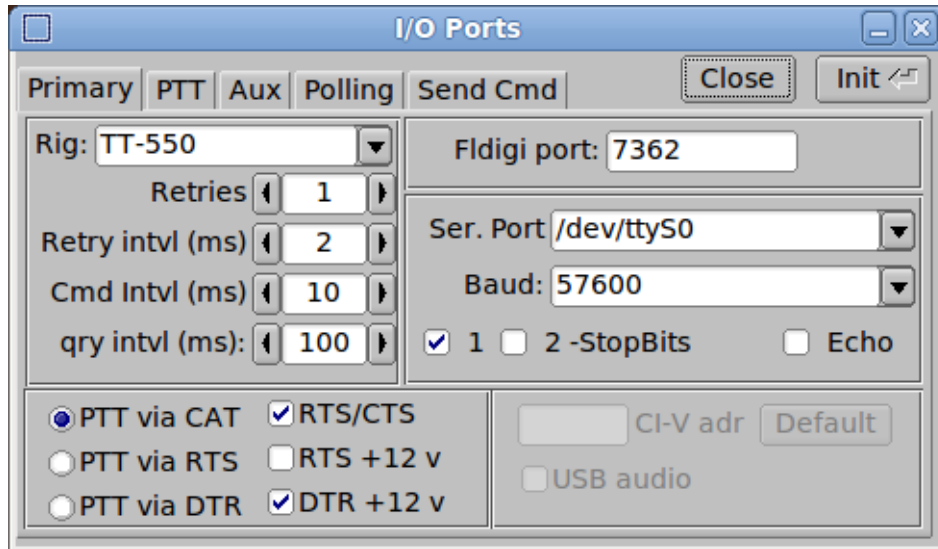 I/O Ports
Primary PTT Aux Polling Send Cmd Close Init
Rig: TT-550
Retries 1
Retry intvl (ms) 2
Cmd Intvl (ms) 10
qry intvl (ms): 100
Fldigi port: 7362
Ser. Port /dev/ttyS0
Baud: 57600
1 2 -StopBits Echo
PTT via CAT RTS/CTS
PTT via RTS RTS +12 v
PTT via DTR DTR +12 v
CI-V adr Default
USB audio